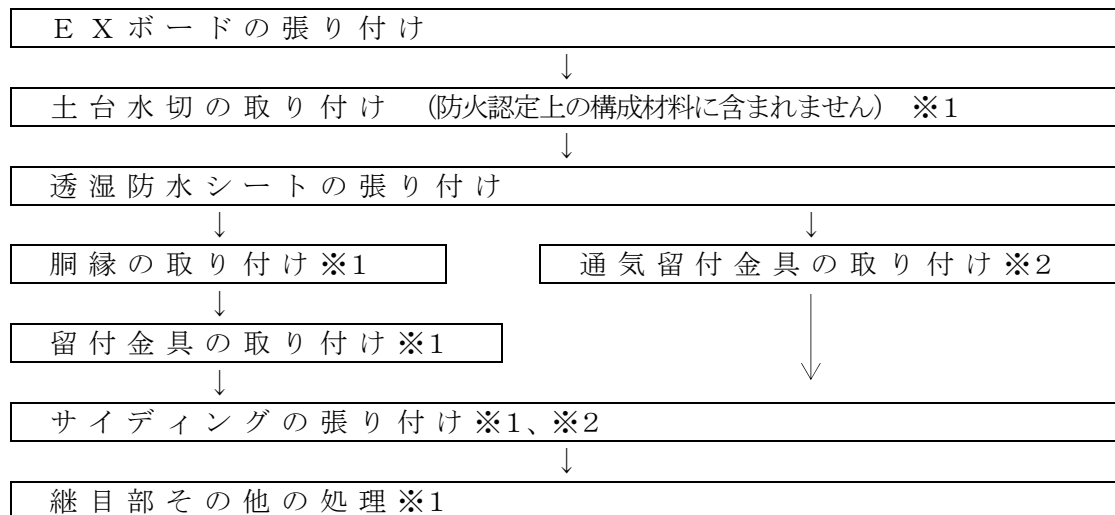 ＥＸボードの張り付け
↓
土台水切の取り付け （防火認定上の構成材料に含まれません） ※１
↓
透湿防水シートの張り付け
↓ ↓
胴縁の取り付け※１ 通気留付金具の取り付け※２
↓
留付金具の取り付け※１
↓
サイディングの張り付け※１、※２
↓
継目部その他の処理※１